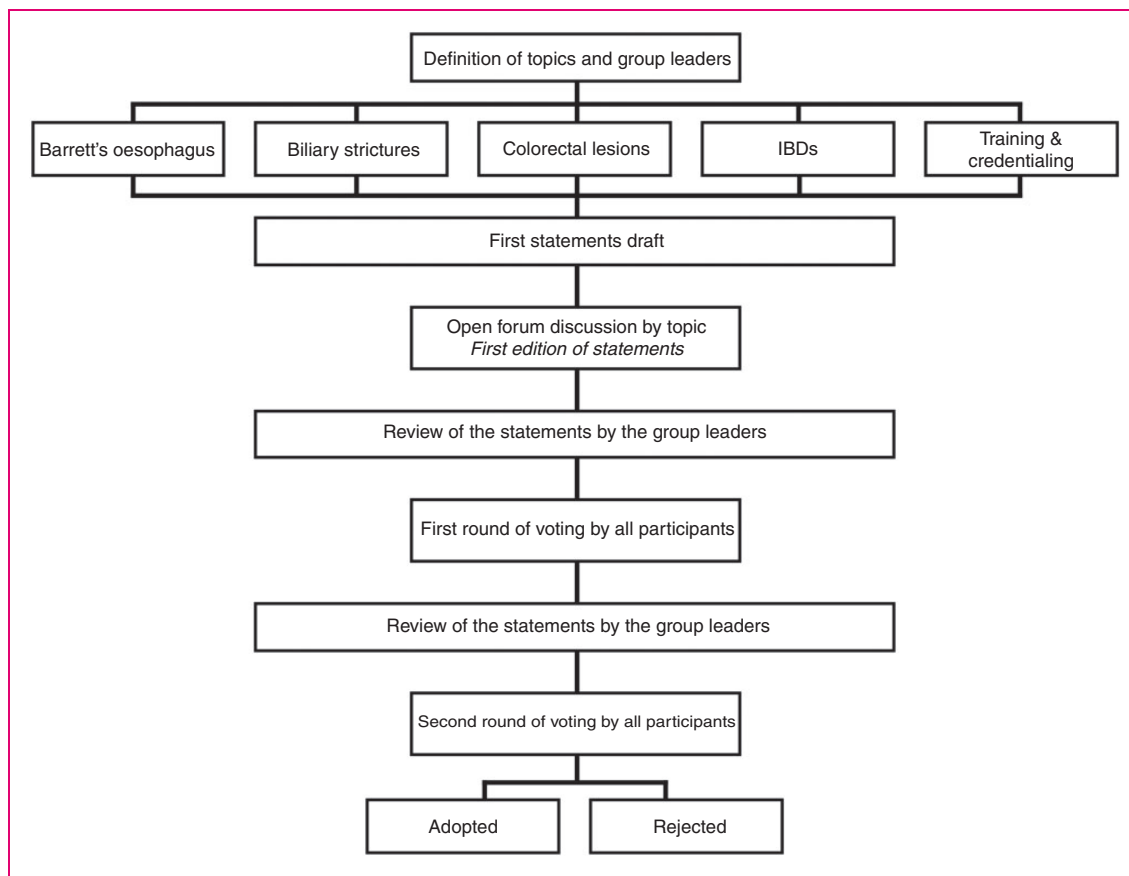 Definition of topics and group leaders
Barrett's oesophagus
Biliary strictures
Colorectal lesions
IBDs
Training &
credentialing
First statements draft
Open forum discussion by topic
First edition of statements
Review of the statements by the group leaders
First round of voting by all participants
Review of the statements by the group leaders
Second round of voting by all participants
Adopted
Rejected